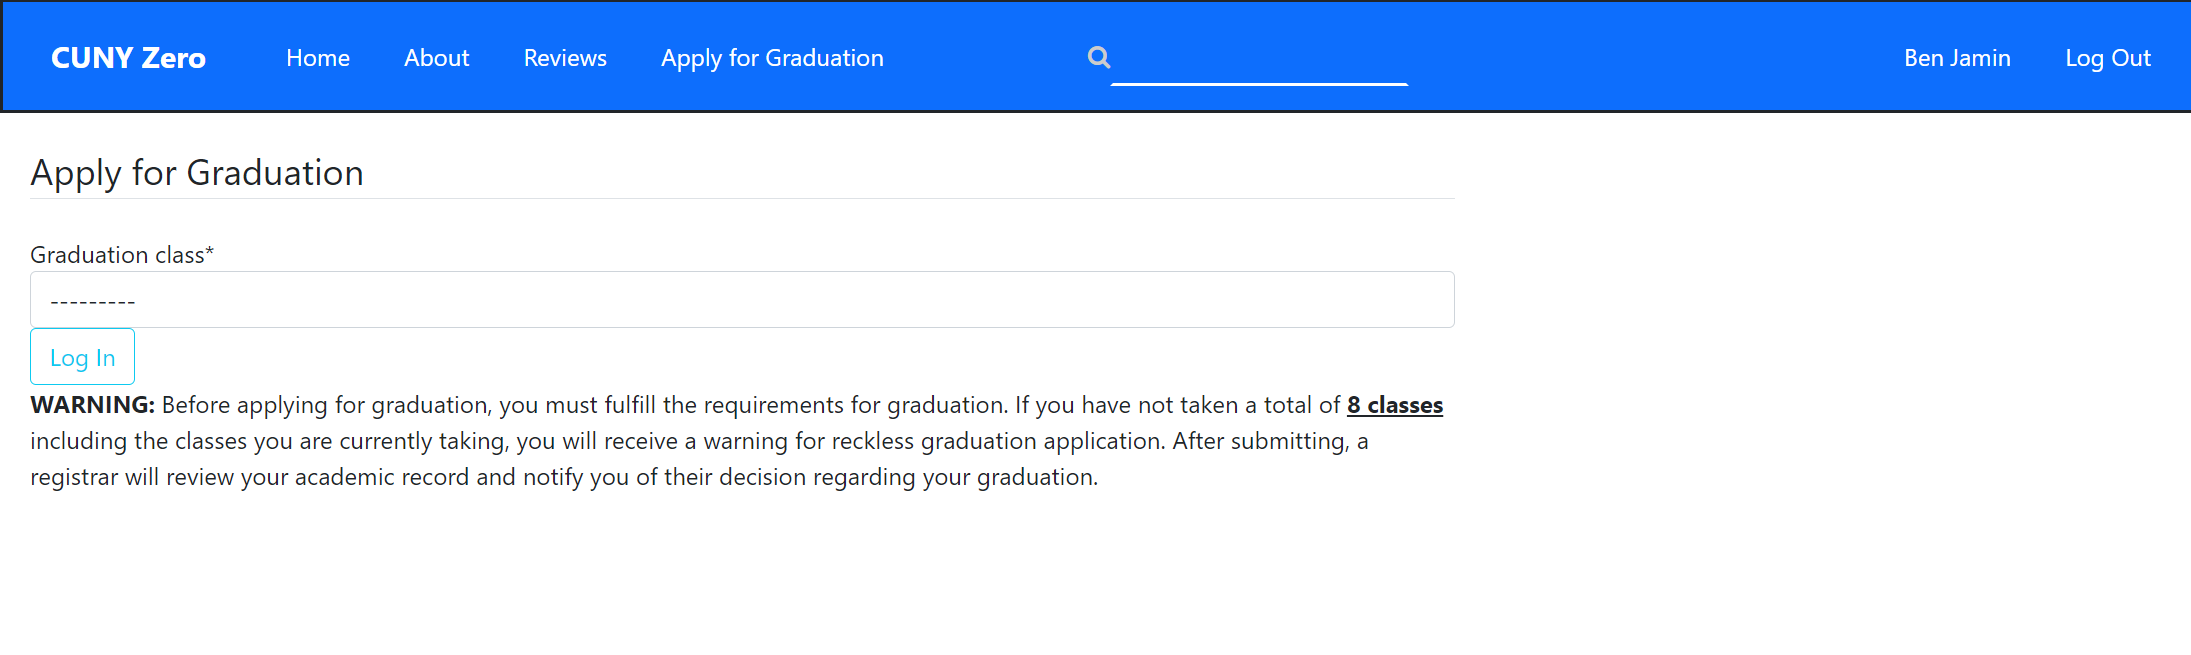 CUNY Zero Home About Reviews Apply for Graduation Ben Jamin Log Out
Apply for Graduation
Graduation class*
---------
Log In
WARNING: Before applying for graduation, you must fulfill the requirements for graduation. If you have not taken a total of 8 classes
including the classes you are currently taking, you will receive a warning for reckless graduation application. After submitting, a
registrar will review your academic record and notify you of their decision regarding your graduation.